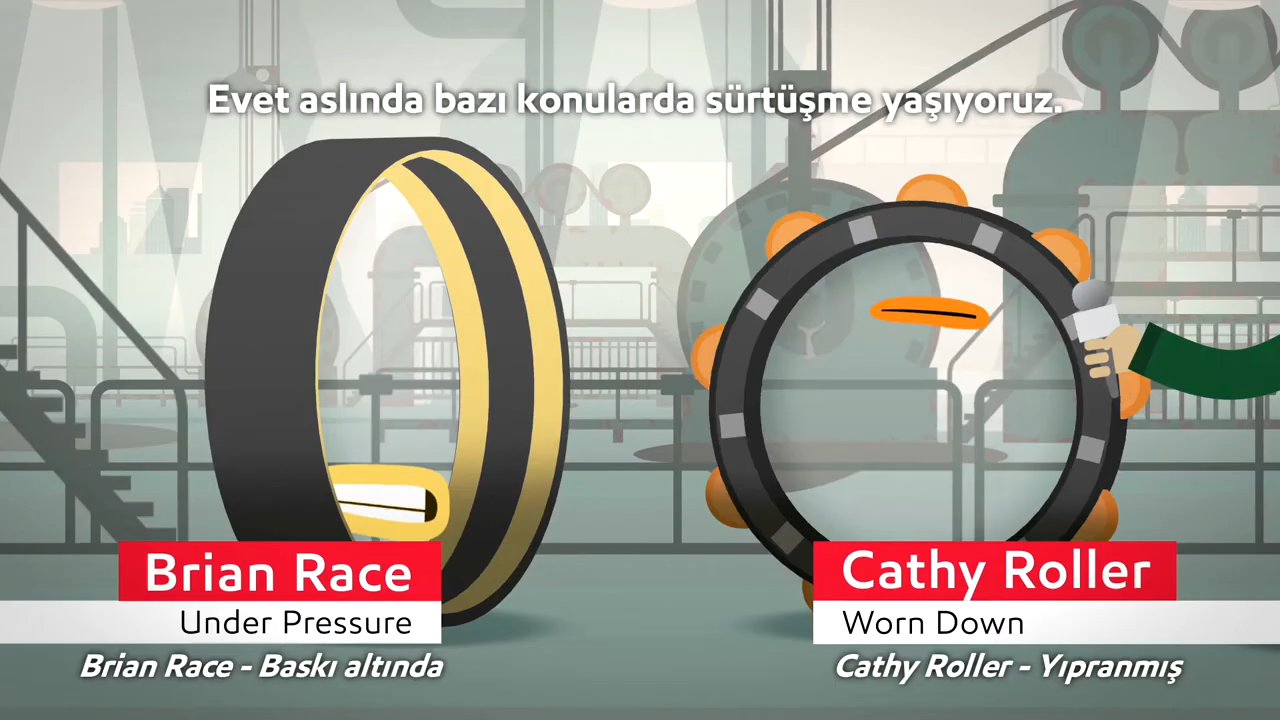 Evet aslında bazı konularda sürtüşme yaşıyoruz.
Brian Race
Under Pressure
Brian Race - Baskı altında
Cathy Roller
Worn Down
Cathy Roller - Yıpranmış